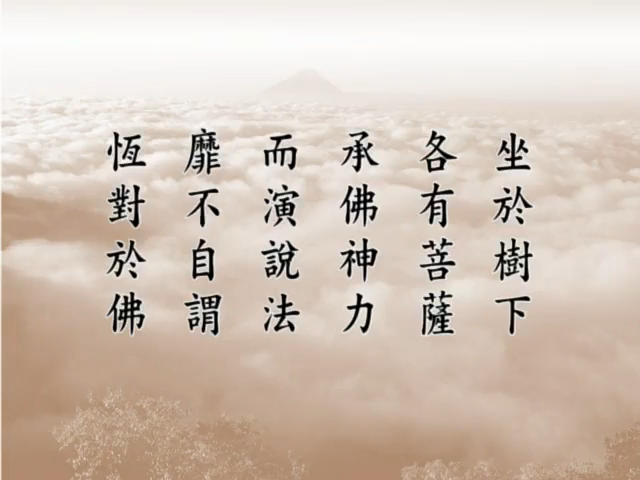 坐於樹下
各有菩薩
承佛神力
而演說法
靡不自謂
恆對於佛